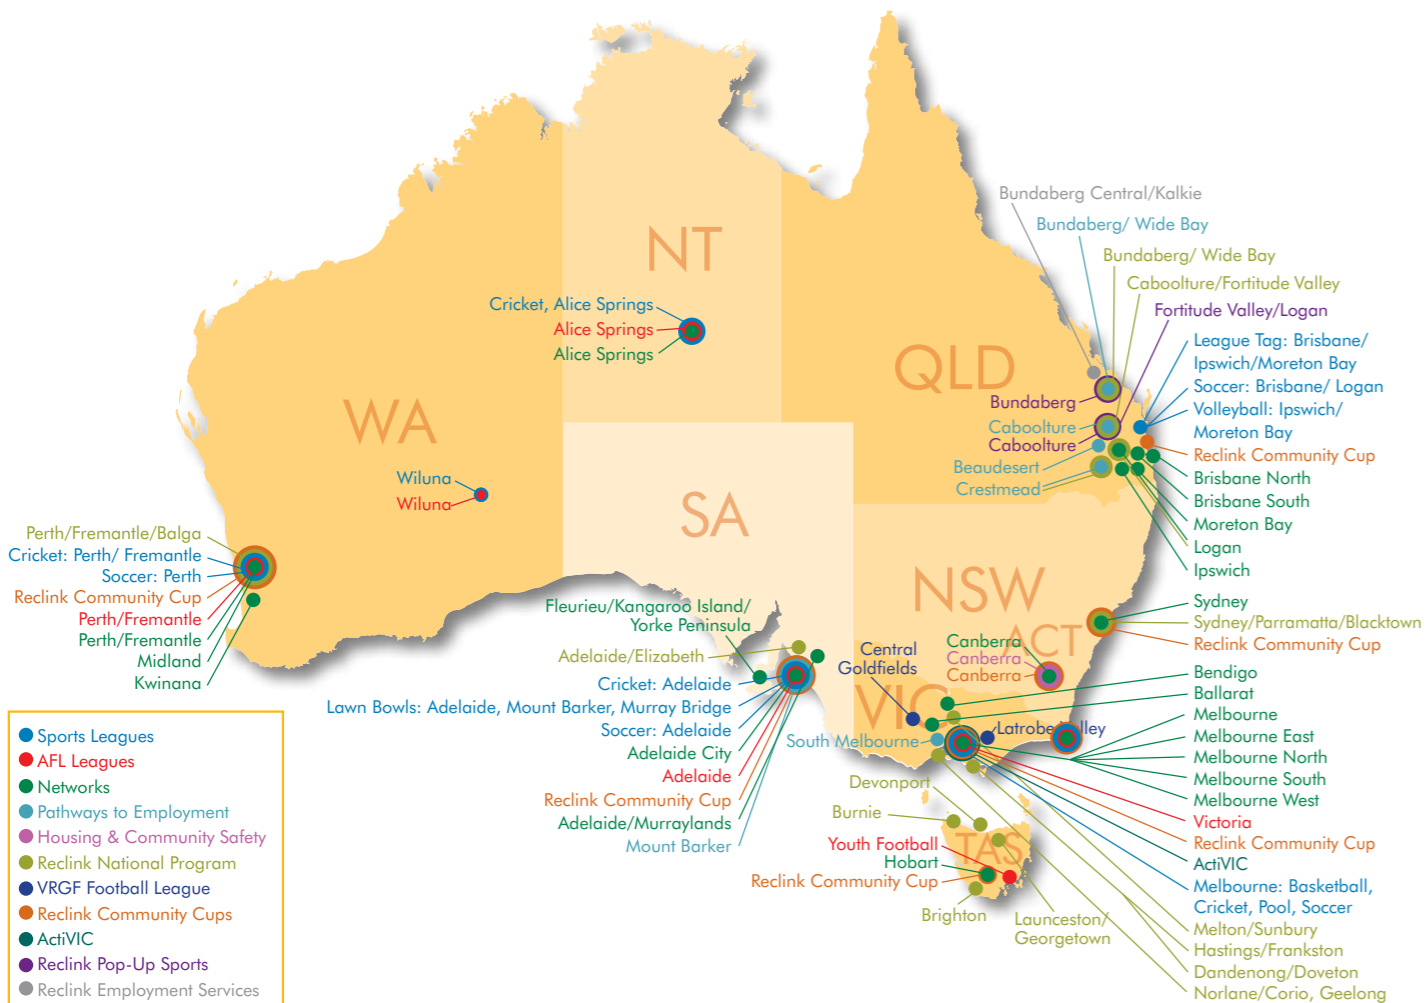 NT
QLD
WA
SA
NSW
ACT
VIC
TAS
Cricket, Alice Springs
Alice Springs
Alice Springs
Wiluna
Wiluna
Perth/Fremantle/Balga
Cricket: Perth/ Fremantle
Soccer: Perth
Reclink Community Cup
Perth/Fremantle
Perth/Fremantle
Midland
Kwinana
Bundaberg Central/Kalkie
Bundaberg/ Wide Bay
Bundaberg/ Wide Bay
Caboolture/Fortitude Valley
Fortitude Valley/Logan
League Tag: Brisbane/
Ipswich/Moreton Bay
Soccer: Brisbane/ Logan
Volleyball: Ipswich/
Moreton Bay
Reclink Community Cup
Brisbane North
Brisbane South
Moreton Bay
Logan
Ipswich
Bundaberg
Caboolture
Caboolture
Beaudesert
Crestmead
Sydney
Sydney/Parramatta/Blacktown
Reclink Community Cup
Canberra
Canberra
Canberra
Fleurieu/Kangaroo Island/
Yorke Peninsula
Adelaide/Elizabeth
Cricket: Adelaide
Lawn Bowls: Adelaide, Mount Barker, Murray Bridge
Soccer: Adelaide
Adelaide City
Adelaide
Reclink Community Cup
Adelaide/Murraylands
Mount Barker
Central
Goldfields
South Melbourne
Latrobe Valley
Bendigo
Ballarat
Melbourne
Melbourne East
Melbourne North
Melbourne South
Melbourne West
Victoria
Reclink Community Cup
ActiVIC
Melbourne: Basketball,
Cricket, Pool, Soccer
Melton/Sunbury
Hastings/Frankston
Dandenong/Doveton
Norlane/Corio, Geelong
Devonport
Burnie
Youth Football
Hobart
Reclink Community Cup
Brighton
Launceston/
Georgetown
Sports Leagues
AFL Leagues
Networks
Pathways to Employment
Housing & Community Safety
Reclink National Program
VRGF Football League
Reclink Community Cups
ActiVIC
Reclink Pop-Up Sports
Reclink Employment Services